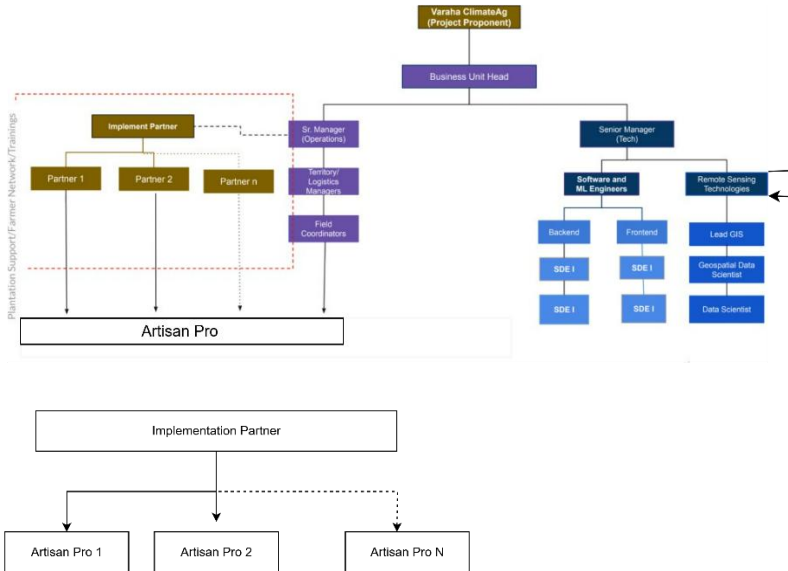 Varaha ClimateAg
(Project Proponent)
Business Unit Head
Plantation Support/Farmer Network/Trainings
Implement Partner
Sr. Manager
(Operations)
Senior Manager
(Tech)
Partner 1
Partner 2
Partner n
Territory/
Logistics
Managers
Software and
ML Engineers
Remote Sensing
Technologies
Field
Coordinators
Backend
Frontend
Lead GIS
SDE I
SDE I
Geospatial Data
Scientist
SDE I
SDE I
Data Scientist
Artisan Pro
Implementation Partner
Artisan Pro 1
Artisan Pro 2
Artisan Pro N